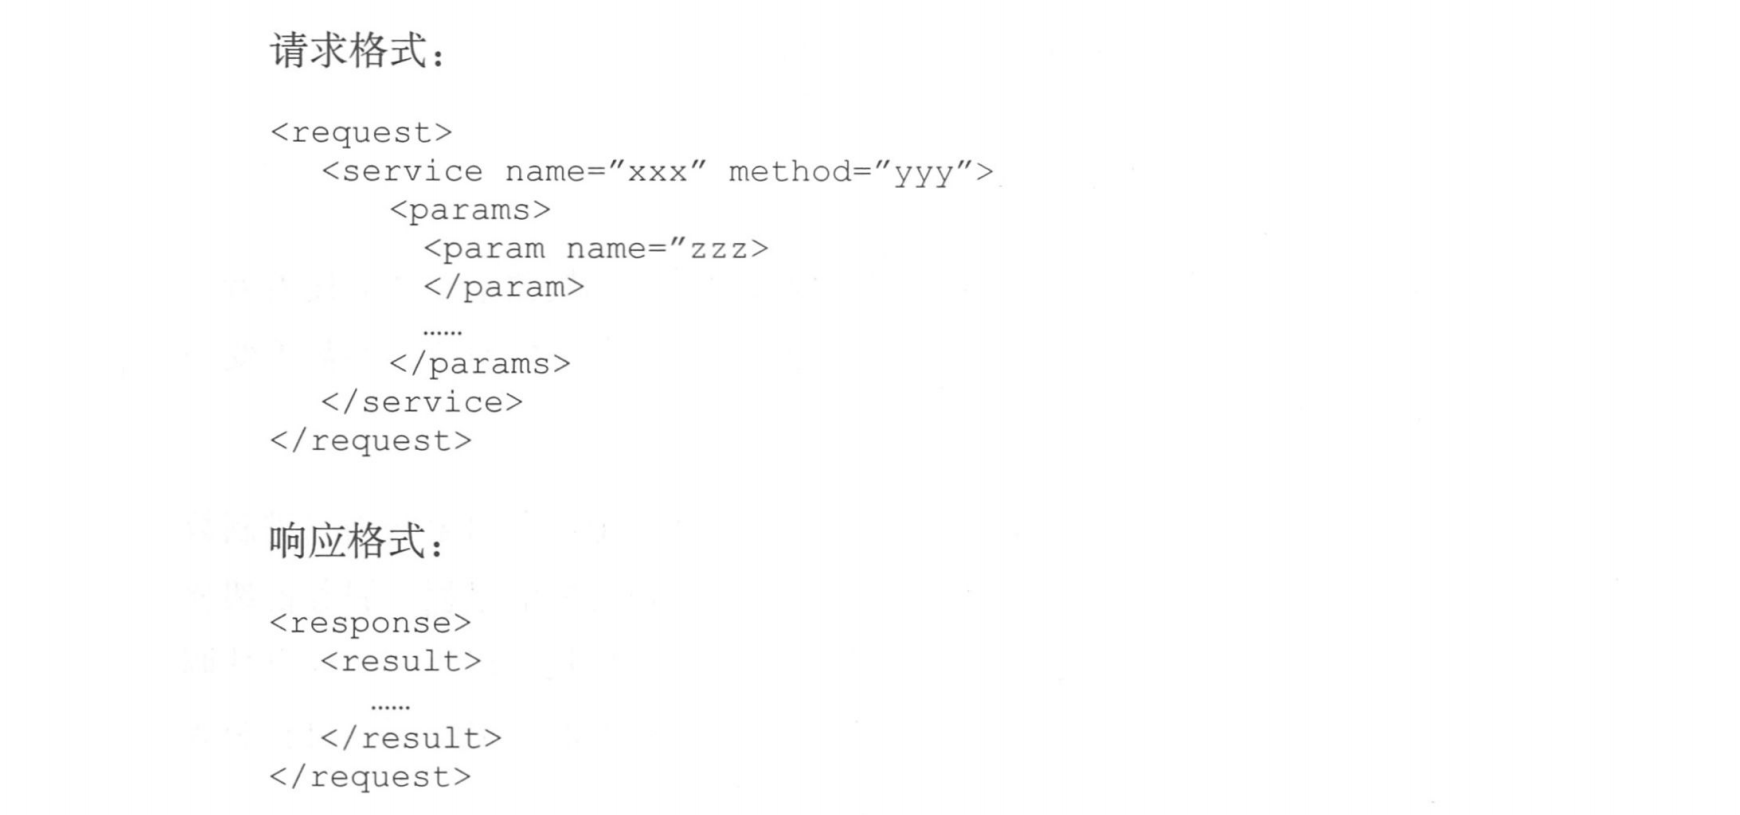 请求格式：
<request>
<service name=”xxx” method=”yyy”>
<params>
<param name=”zzz>
</param>
……
</params>
</service>
</request>
响应格式：
<response>
<result>
……
</result>
</request>